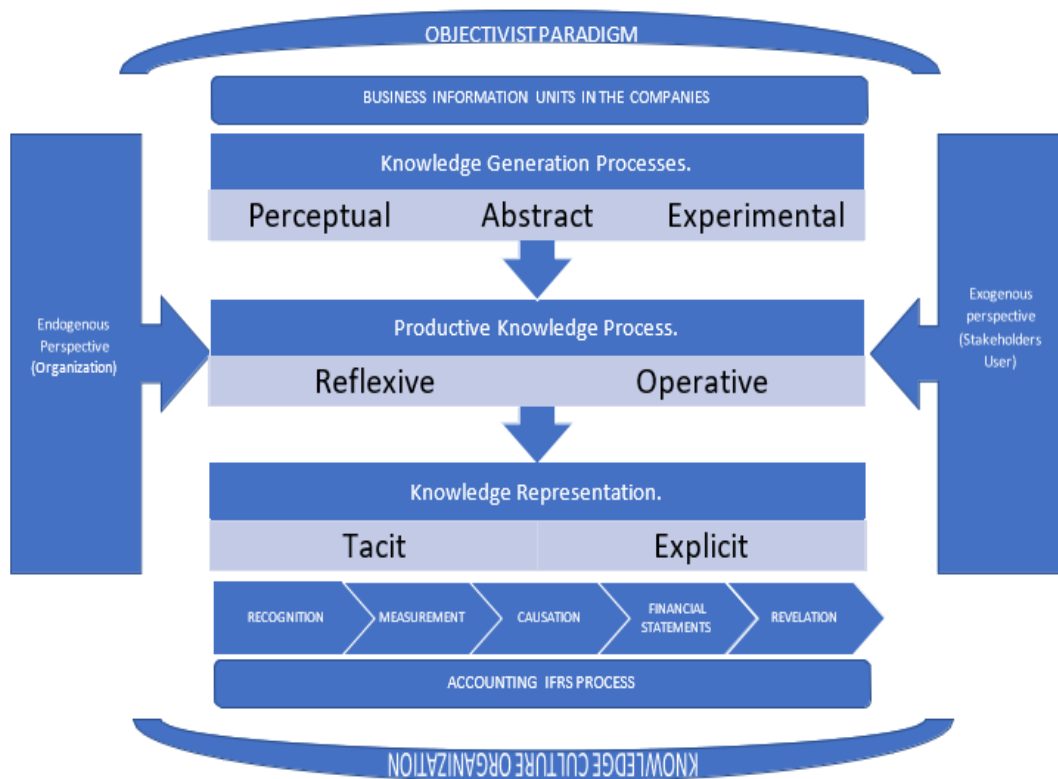 OBJECTIVIST PARADIGM
BUSINESS INFORMATION UNITS IN THE COMPANIES
Knowledge Generation Processes.
Perceptual Abstract Experimental
Endogenous
Perspective
(Organization)
Productive Knowledge Process.
Reflexive Operative
Exogenous
perspective
(Stakeholders
User)
Knowledge Representation.
Tacit Explicit
RECOGNITION
MEASUREMENT
CAUSATION
FINANCIAL
STATEMENTS
REVELATION
ACCOUNTING IFRS PROCESS
KNOWLEDGE CULTURE ORGANIZATION